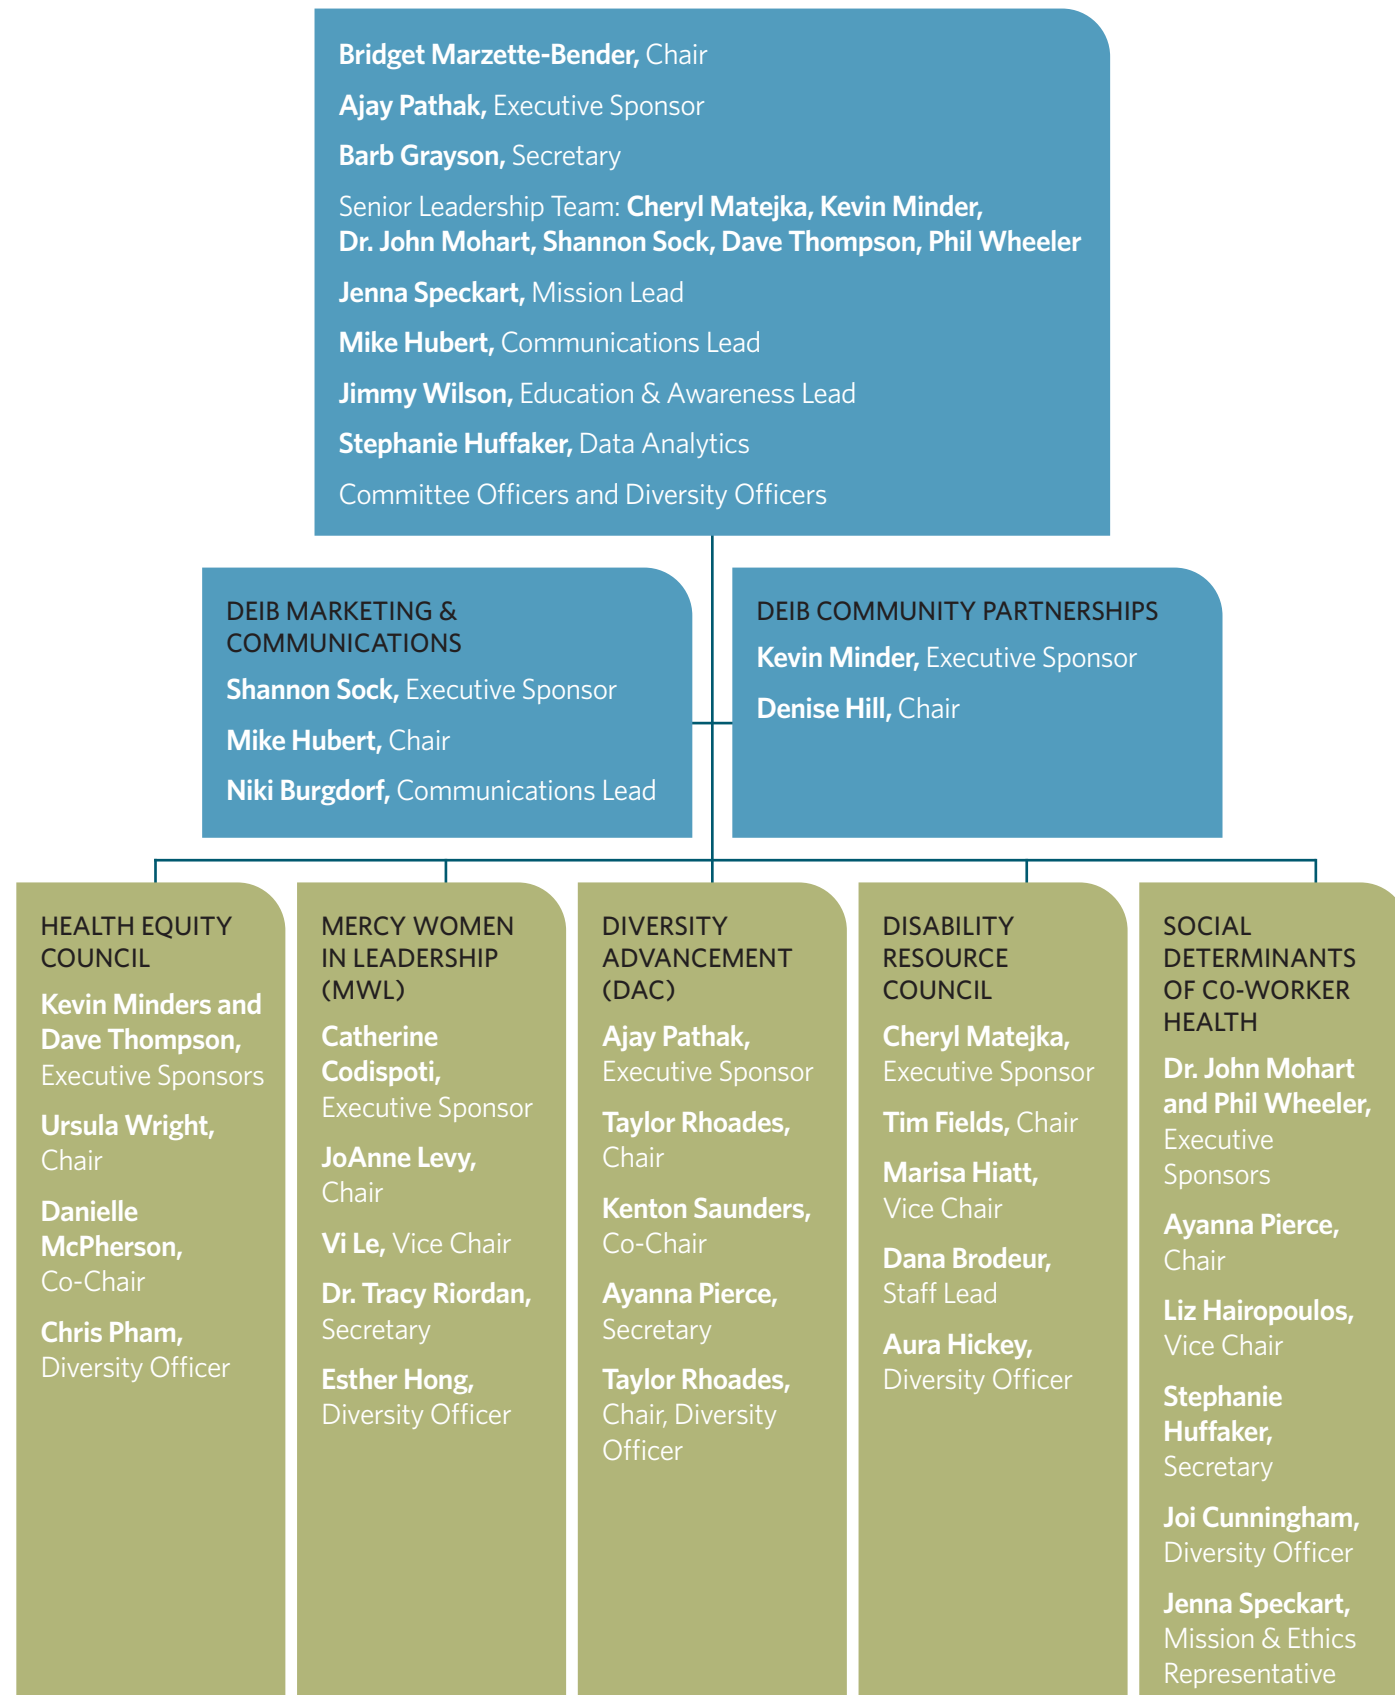 Bridget Marzette-Bender, Chair
Ajay Pathak, Executive Sponsor
Barb Grayson, Secretary
Senior Leadership Team: Cheryl Matejka, Kevin Minder,
Dr. John Mohart, Shannon Sock, Dave Thompson, Phil Wheeler
Jenna Speckart, Mission Lead
Mike Hubert, Communications Lead
Jimmy Wilson, Education & Awareness Lead
Stephanie Huffaker, Data Analytics
Committee Officers and Diversity Officers
DEIB MARKETING &
COMMUNICATIONS
Shannon Sock, Executive Sponsor
Mike Hubert, Chair
Niki Burgdorf, Communications Lead
DEIB COMMUNITY PARTNERSHIPS
Kevin Minder, Executive Sponsor
Denise Hill, Chair
HEALTH EQUITY
COUNCIL
Kevin Minders and
Dave Thompson,
Executive Sponsors
Ursula Wright,
Chair
Danielle
McPherson,
Co-Chair
Chris Pham,
Diversity Officer
MERCY WOMEN
IN LEADERSHIP
(MWL)
Catherine
Codispoti,
Executive Sponsor
JoAnne Levy,
Chair
Vi Le, Vice Chair
Dr. Tracy Riordan,
Secretary
Esther Hong,
Diversity Officer
DIVERSITY
ADVANCEMENT
(DAC)
Ajay Pathak,
Executive Sponsor
Taylor Rhoades,
Chair
Kenton Saunders,
Co-Chair
Ayanna Pierce,
Secretary
Taylor Rhoades,
Chair, Diversity
Officer
DISABILITY
RESOURCE
COUNCIL
Cheryl Matejka,
Executive Sponsor
Tim Fields, Chair
Marisa Hiatt,
Vice Chair
Dana Brodeur,
Staff Lead
Aura Hickey,
Diversity Officer
SOCIAL
DETERMINANTS
OF C0-WORKER
HEALTH
Dr. John Mohart
and Phil Wheeler,
Executive
Sponsors
Ayanna Pierce,
Chair
Liz Hairopoulos,
Vice Chair
Stephanie
Huffaker,
Secretary
Joi Cunningham,
Diversity Officer
Jenna Speckart,
Mission & Ethics
Representative